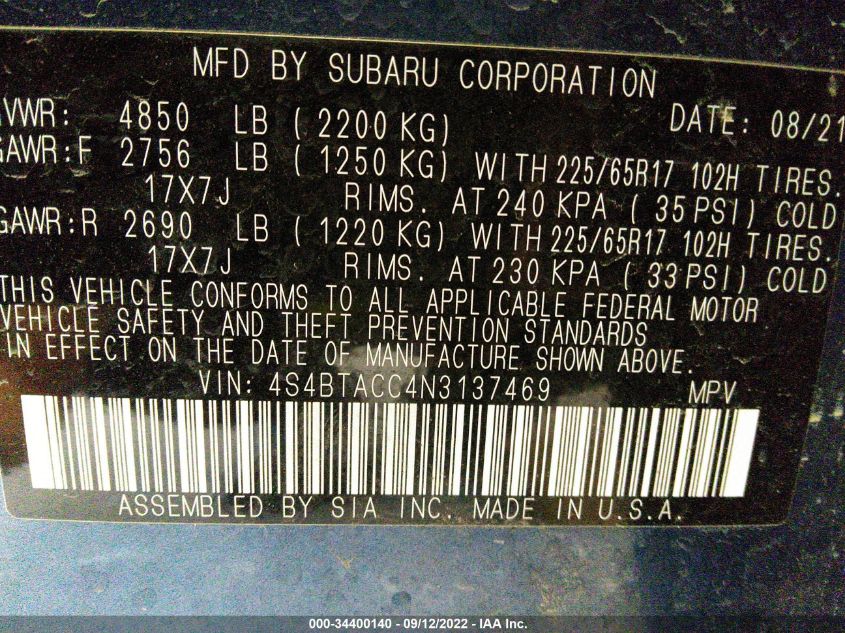 MFD BY SUBARU CORPORATION
VWR: 4850 LB ( 2200 KG) DATE: 08/21
GAWR:F 2756 LB ( 1250 KG) WITH 225/65R17 102H TIRES.
17X7J RIMS. AT 240 KPA ( 35 PSI) COLD
GAWR:R 2690 LB ( 1220 KG) WITH 225/65R17 102H TIRES.
17X7J RIMS. AT 230 KPA ( 33 PSI) COLD
THIS VEHICLE CONFORMS TO ALL APPLICABLE FEDERAL MOTOR
VEHICLE SAFETY AND THEFT PREVENTION STANDARDS
IN EFFECT ON THE DATE OF MANUFACTURE SHOWN ABOVE.
VIN: 4S4BTACC4N3137469 MPV
ASSEMBLED BY SIA INC. MADE IN U.S.A.
000-34400140 - 09/12/2022 - IAA Inc.